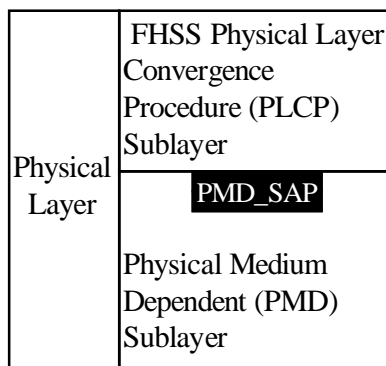 Physical
Layer
FHSS Physical Layer
Convergence
Procedure (PLCP)
Sublayer
PMD_SAP
Physical Medium
Dependent (PMD)
Sublayer